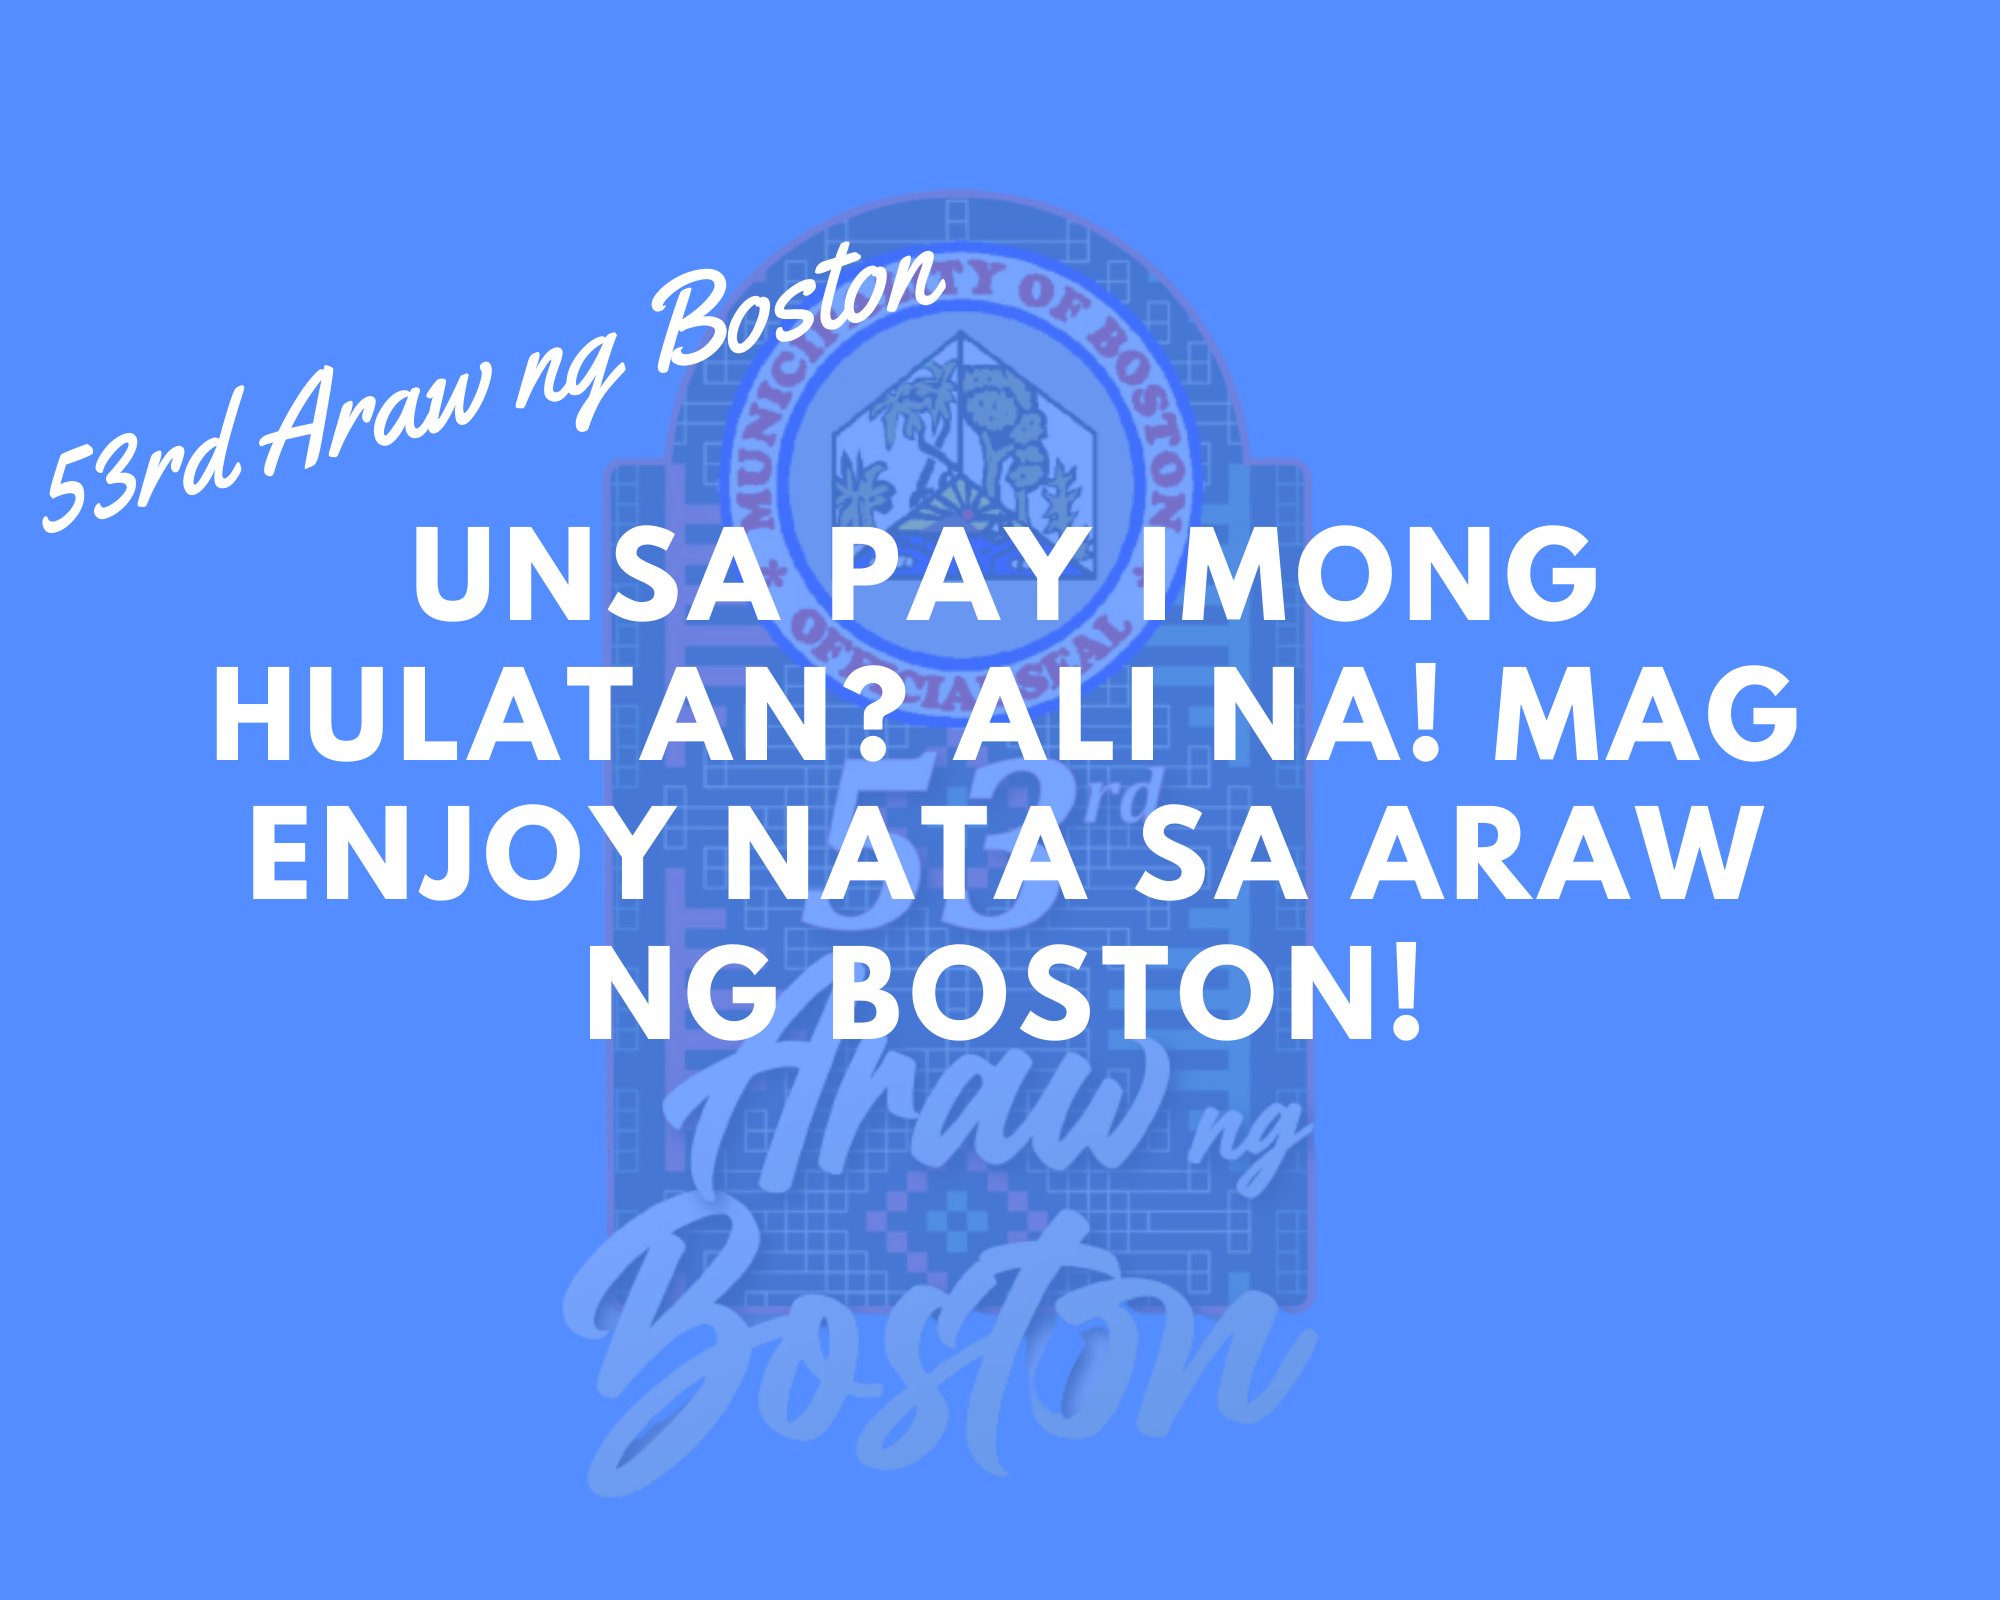 53rd Araw ng Boston
UNSA PAY IMONG
HULATAN? ALI NA! MAG
ENJOY NATA SA ARAW
NG BOSTON!
MUNICIPALITY OF BOSTON
* OFFICIAL SEAL *
53rd
Araw ng
Boston